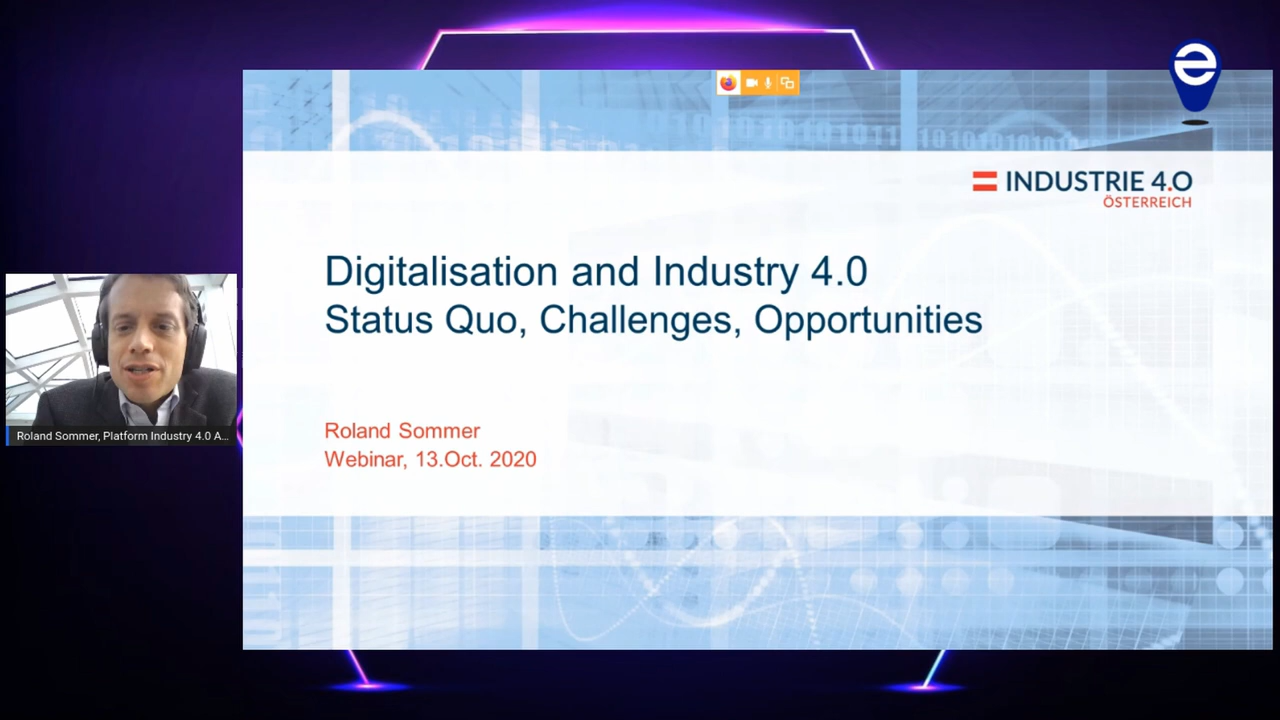 INDUSTRIE 4.0
ÖSTERREICH
Digitalisation and Industry 4.0
Status Quo, Challenges, Opportunities
Roland Sommer
Webinar, 13.Oct. 2020
Roland Sommer, Platform Industry 4.0 A...